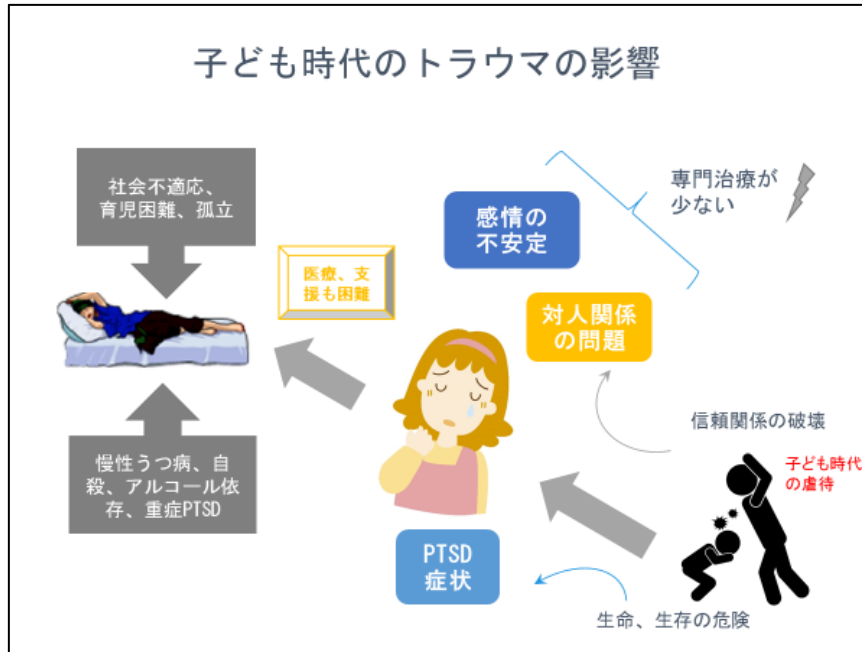 子ども時代のトラウマの影響
社会不適応、
育児困難、孤立
専門治療が
少ない
感情の
不安定
医療、支
援も困難
対人関係
の問題
信頼関係の破壊
子ども時代
の虐待
慢性うつ病、自
殺、アルコール依
存、重症PTSD
PTSD
症状
生命、生存の危険